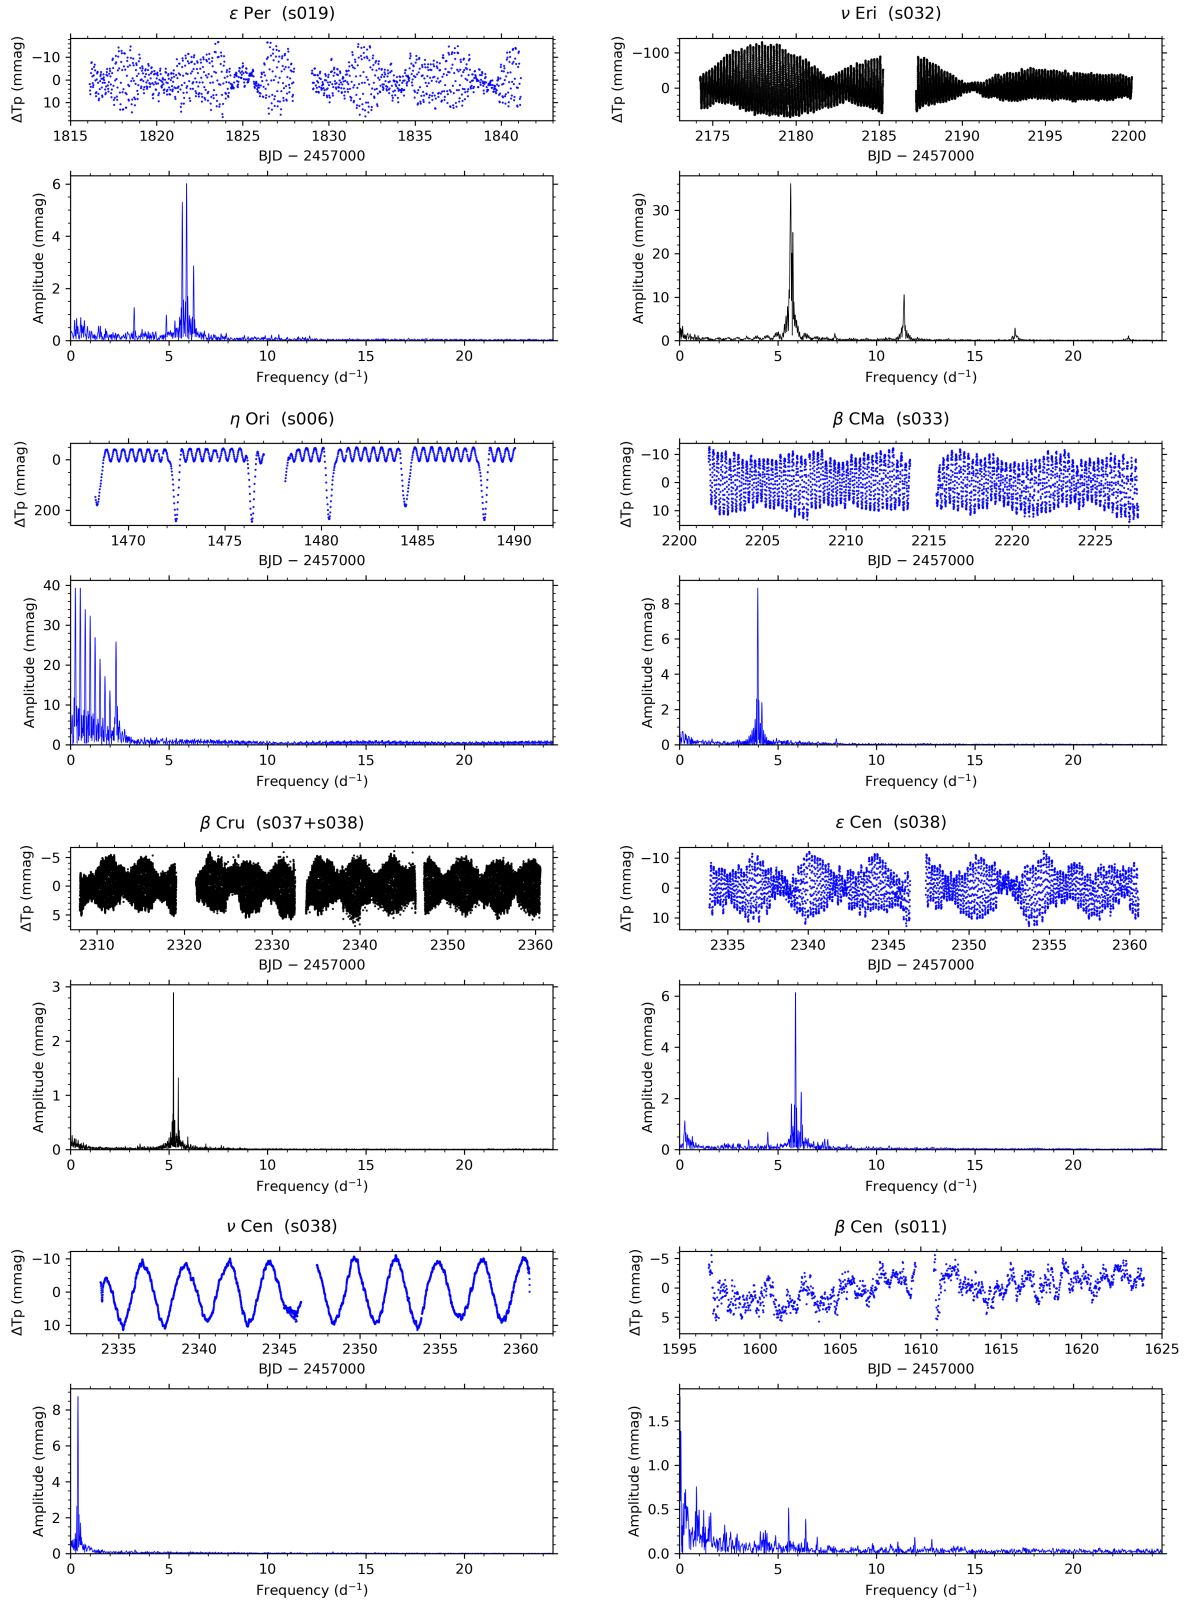 ε Per (s019)
ΔTp (mmag)
−10
0
10
1815 1820 1825 1830 1835 1840
BJD − 2457000
Amplitude (mmag)
6
4
2
0
0 5 10 15 20
Frequency (d⁻¹)
ν Eri (s032)
ΔTp (mmag)
−100
0
2175 2180 2185 2190 2195 2200
BJD − 2457000
Amplitude (mmag)
30
20
10
0
0 5 10 15 20
Frequency (d⁻¹)
η Ori (s006)
ΔTp (mmag)
0
200
1470 1475 1480 1485 1490
BJD − 2457000
Amplitude (mmag)
40
30
20
10
0
0 5 10 15 20
Frequency (d⁻¹)
β CMa (s033)
ΔTp (mmag)
−10
0
10
2200 2205 2210 2215 2220 2225
BJD − 2457000
Amplitude (mmag)
8
6
4
2
0
0 5 10 15 20
Frequency (d⁻¹)
β Cru (s037+s038)
ΔTp (mmag)
−5
0
5
2310 2320 2330 2340 2350 2360
BJD − 2457000
Amplitude (mmag)
3
2
1
0
0 5 10 15 20
Frequency (d⁻¹)
ε Cen (s038)
ΔTp (mmag)
−10
0
10
2335 2340 2345 2350 2355 2360
BJD − 2457000
Amplitude (mmag)
6
4
2
0
0 5 10 15 20
Frequency (d⁻¹)
ν Cen (s038)
ΔTp (mmag)
−10
0
10
2335 2340 2345 2350 2355 2360
BJD − 2457000
Amplitude (mmag)
8
6
4
2
0
0 5 10 15 20
Frequency (d⁻¹)
β Cen (s011)
ΔTp (mmag)
−5
0
5
1595 1600 1605 1610 1615 1620 1625
BJD − 2457000
Amplitude (mmag)
1.5
1.0
0.5
0.0
0 5 10 15 20
Frequency (d⁻¹)